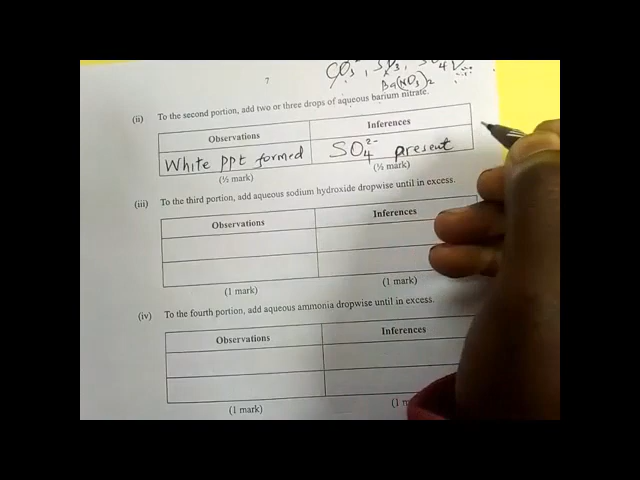 7
Ba(NO3)2
(ii) To the second portion, add two or three drops of aqueous barium nitrate.
Observations Inferences
White ppt formed SO4 2- present
(½ mark) (½ mark)
(iii) To the third portion, add aqueous sodium hydroxide dropwise until in excess.
Observations Inferences
(1 mark) (1 mark)
(iv) To the fourth portion, add aqueous ammonia dropwise until in excess.
Observations Inferences
(1 mark) (1 m